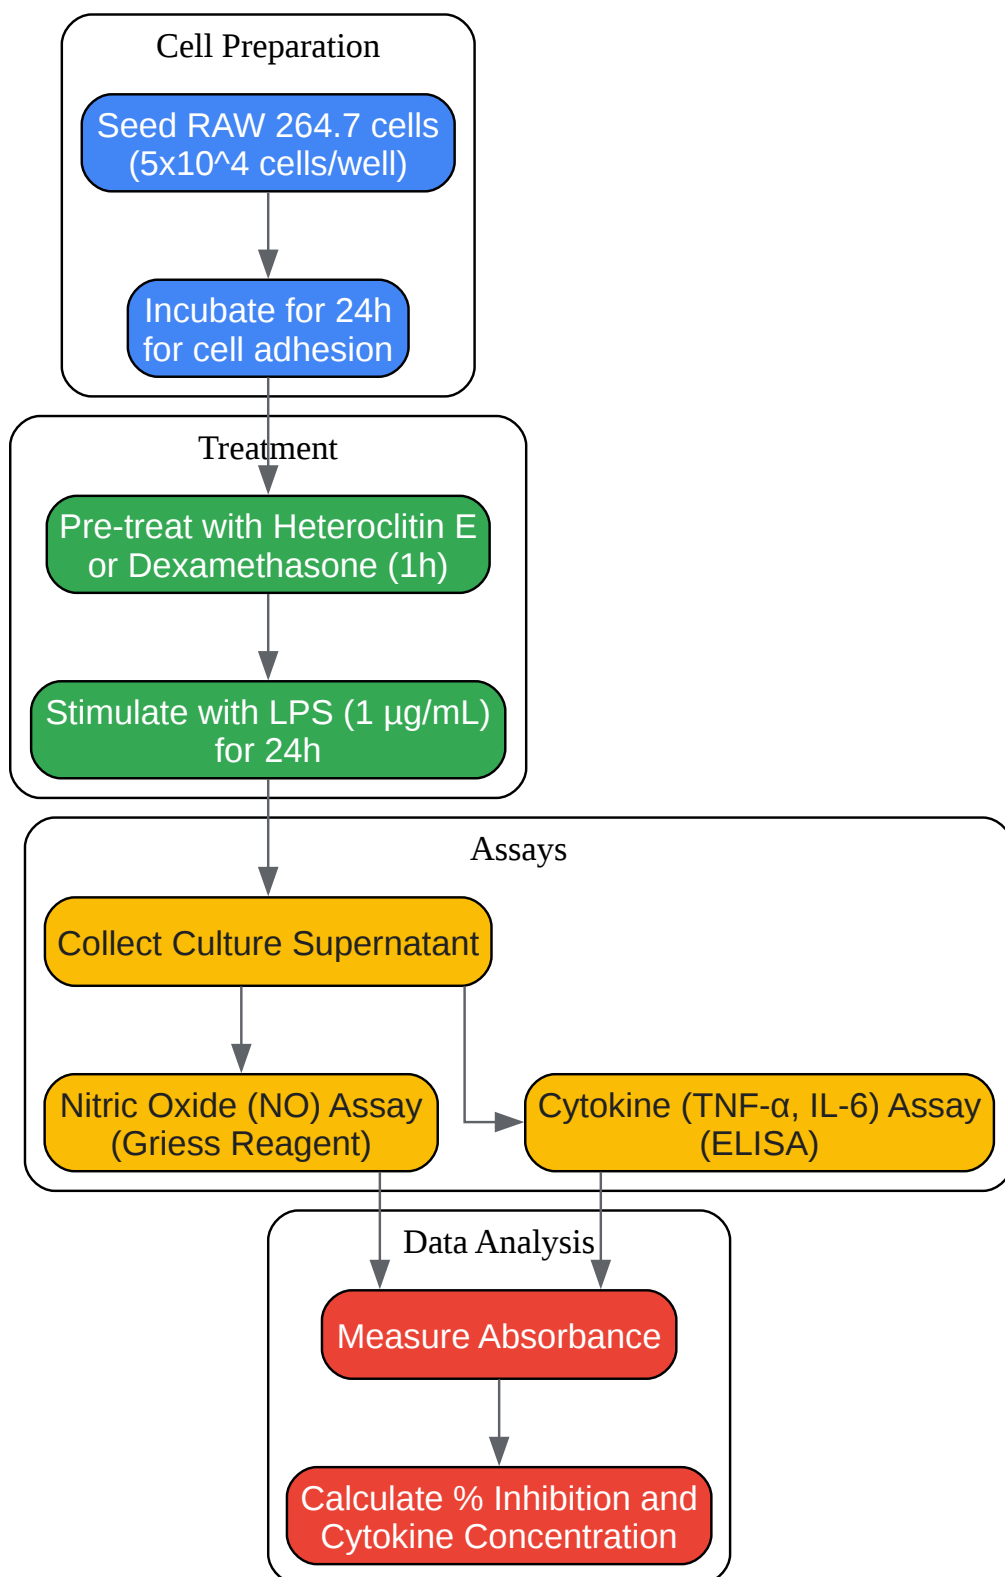 Cell Preparation
Seed RAW 264.7 cells
(5x10^4 cells/well)
Incubate for 24h
for cell adhesion
Treatment
Pre-treat with Heteroclitin E
or Dexamethasone (1h)
Stimulate with LPS (1 µg/mL)
for 24h
Assays
Collect Culture Supernatant
Nitric Oxide (NO) Assay
(Griess Reagent)
Cytokine (TNF-α, IL-6) Assay
(ELISA)
Data Analysis
Measure Absorbance
Calculate % Inhibition and
Cytokine Concentration